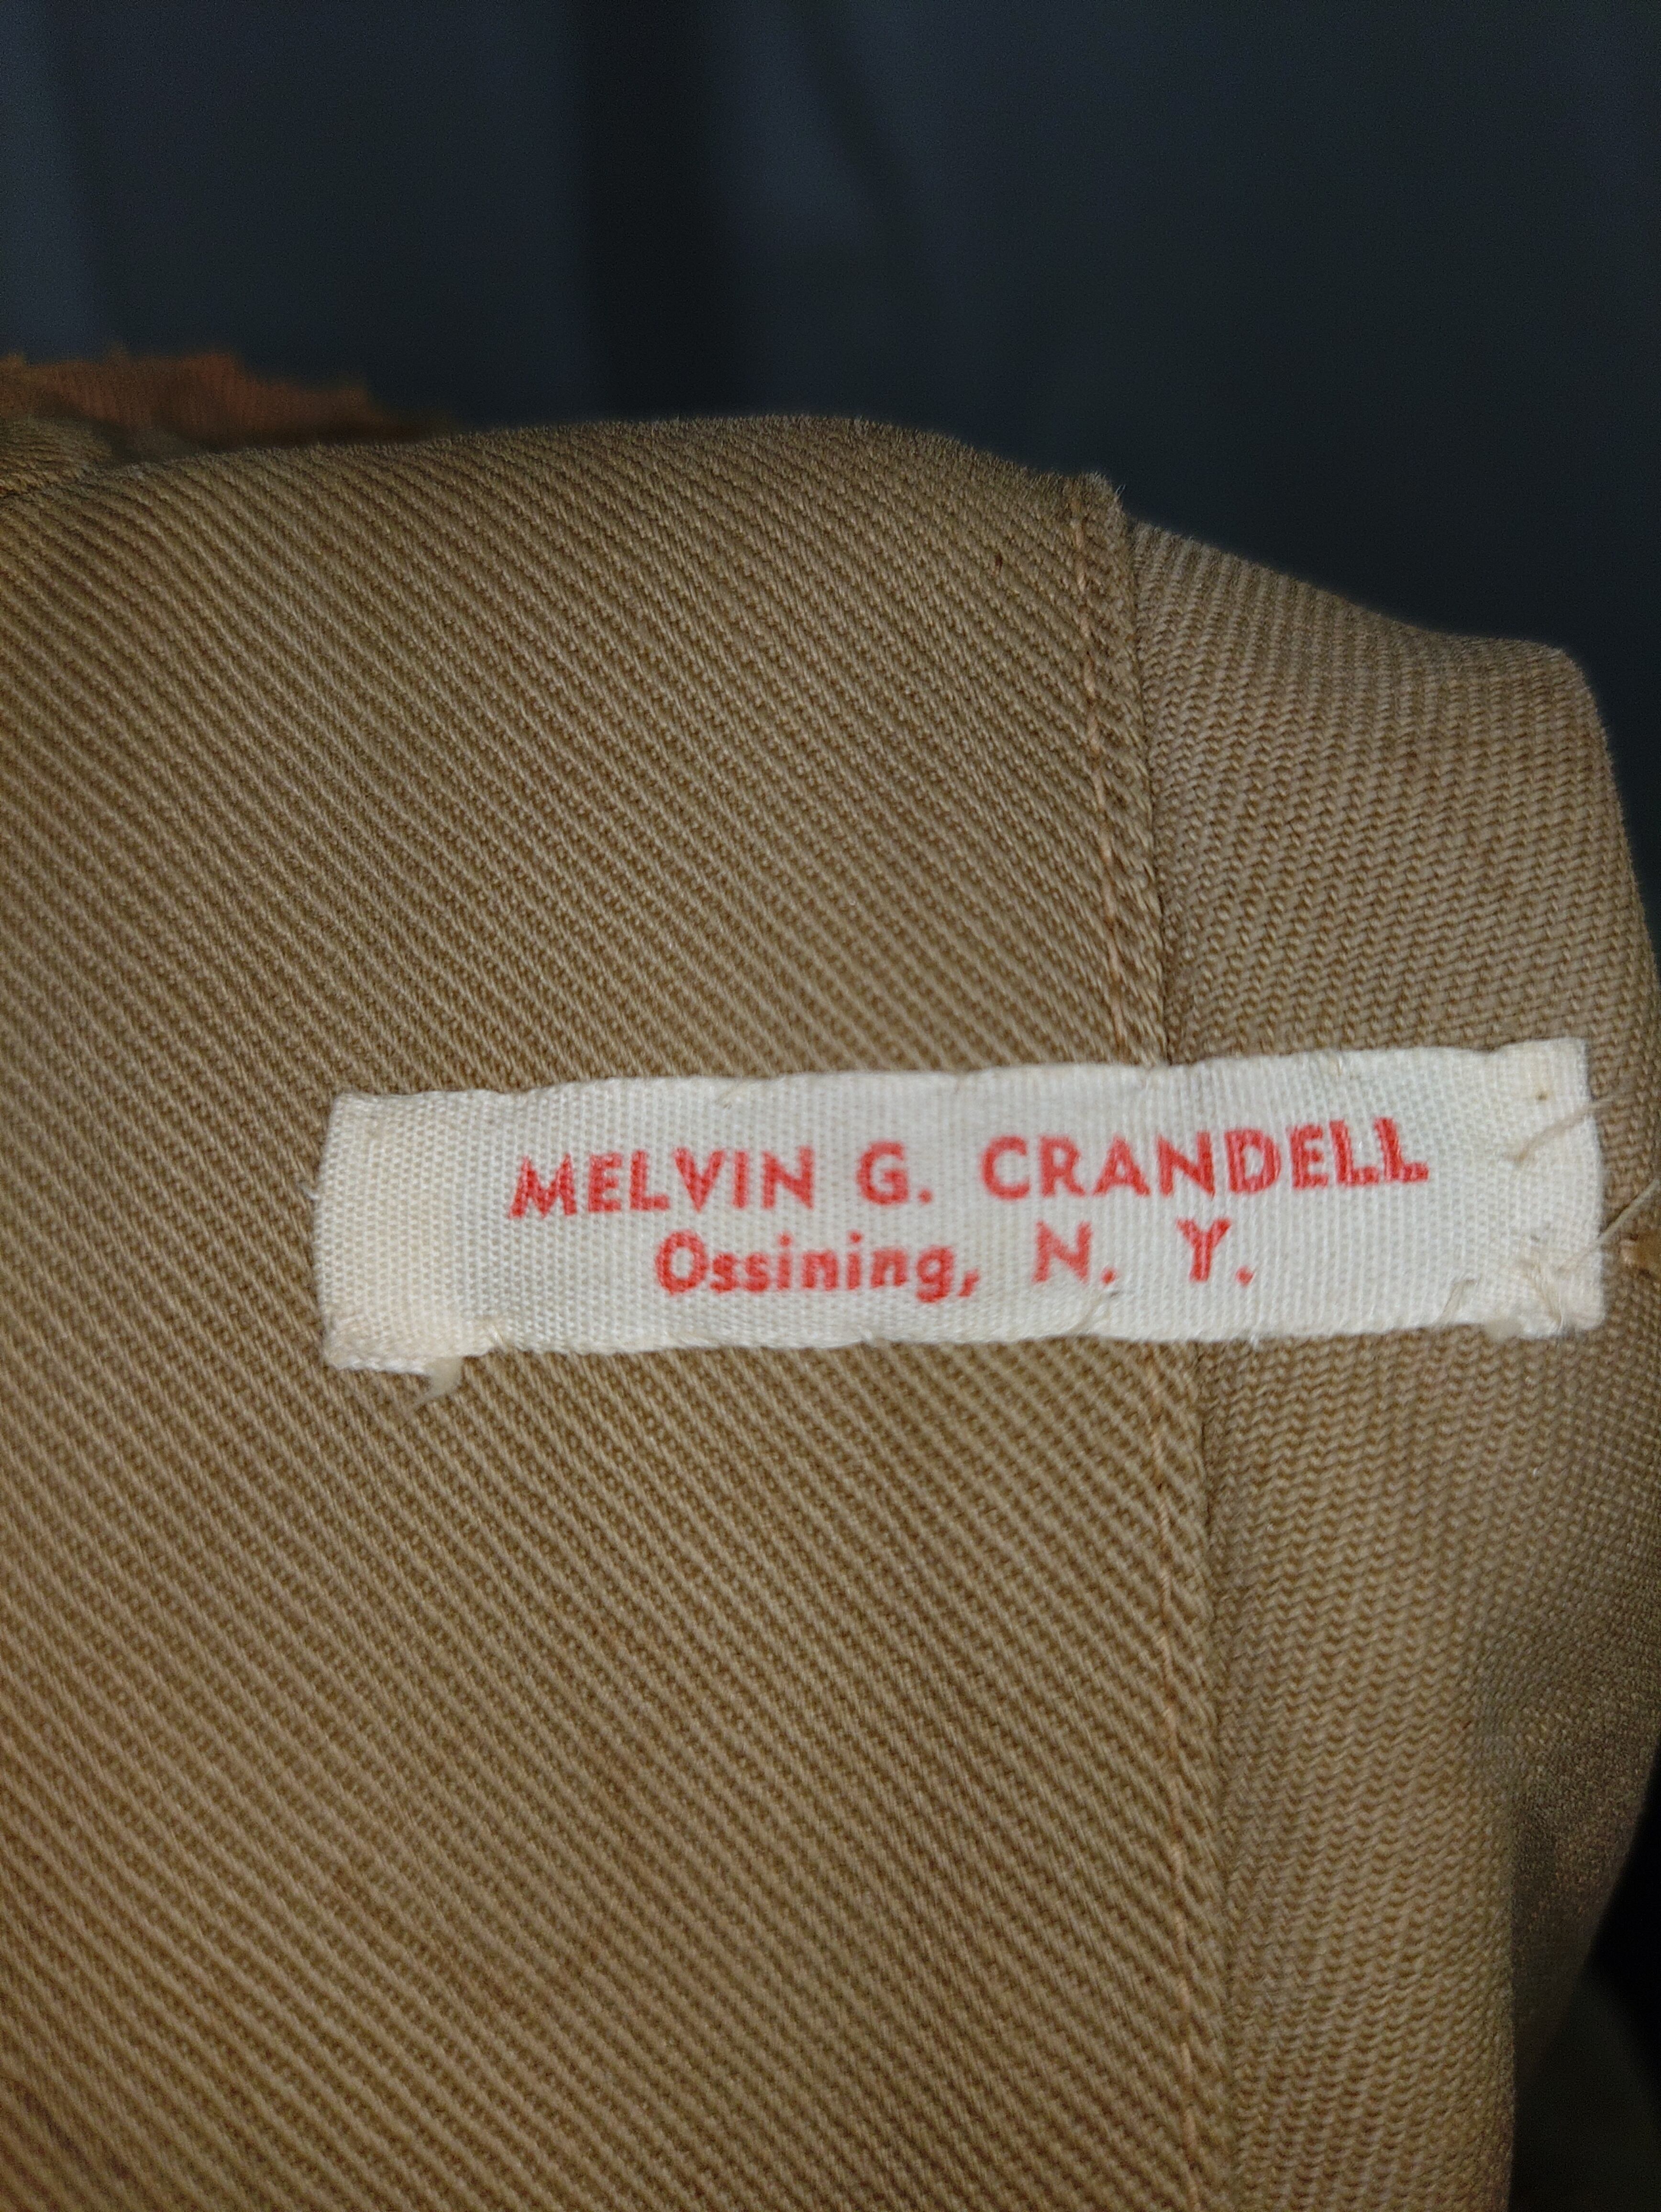 MELVIN G. CRANDELL
Ossining, N. Y.